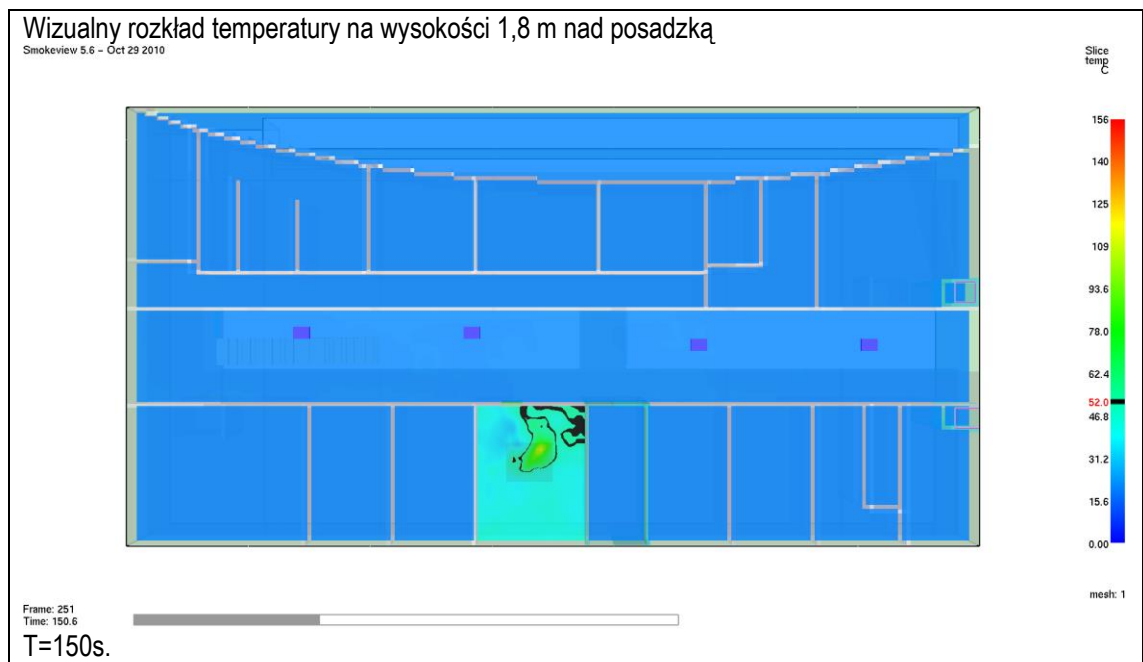 Wizualny rozkład temperatury na wysokości 1,8 m nad posadzką
Smokeview 5.6 – Oct 29 2010
Slice
temp
C
156
140
125
109
93.6
78.0
62.4
52.0
46.8
31.2
15.6
0.00
mesh: 1
Frame: 251
Time: 150.6
T=150s.